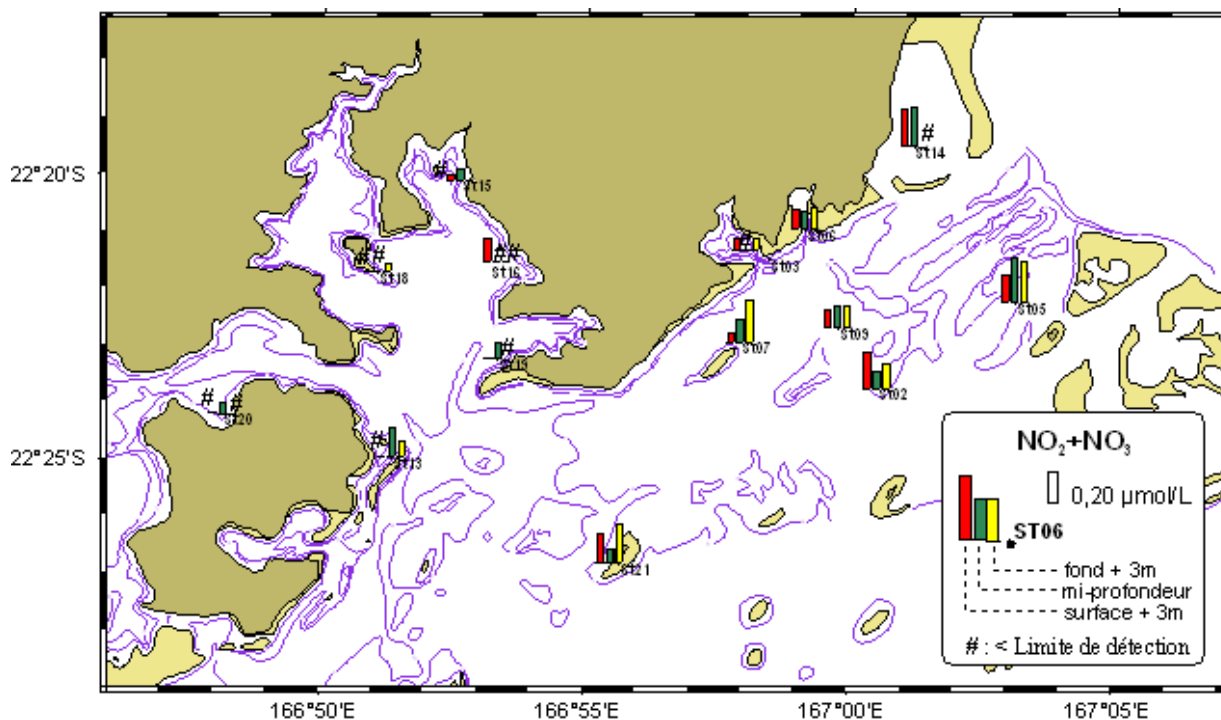 22°20'S
22°25'S
#
St14
#
St15
# #
St16
# #
St18
St06
#
St03
St05
St09
St07
St02
#
St19
# #
St20
#
St13
St21
NO₂+NO₃
0,20 µmol/L
ST06
fond + 3m
mi-profondeur
surface + 3m
# : < Limite de détection
166°50'E 166°55'E 167°00'E 167°05'E